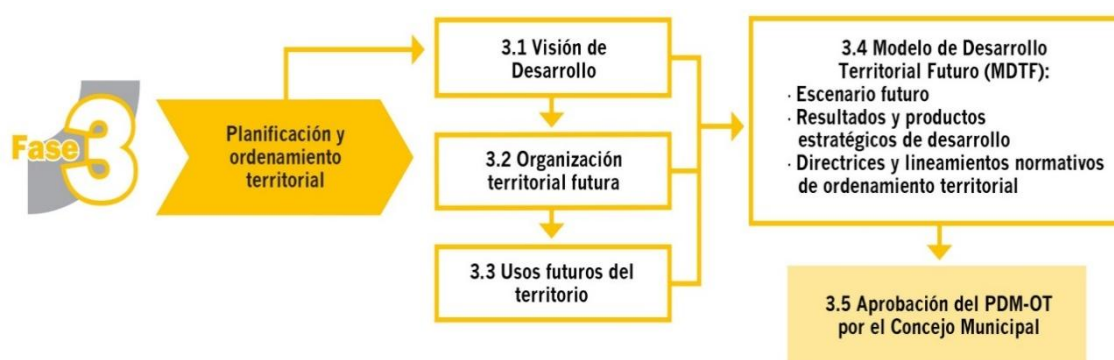 Fase 3
Planificación y
ordenamiento
territorial
3.1 Visión de
Desarrollo
3.2 Organización
territorial futura
3.3 Usos futuros del
territorio
3.4 Modelo de Desarrollo
Territorial Futuro (MDTF):
· Escenario futuro
· Resultados y productos
estratégicos de desarrollo
· Directrices y lineamientos normativos
de ordenamiento territorial
3.5 Aprobación del PDM-OT
por el Concejo Municipal